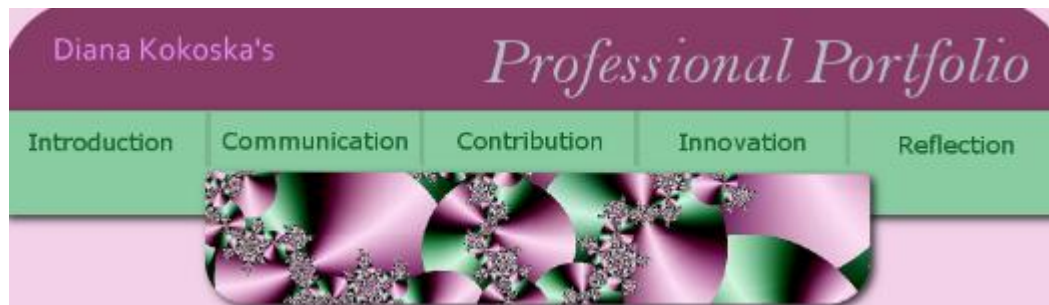 Diana Kokoska's
Professional Portfolio
Introduction
Communication
Contribution
Innovation
Reflection